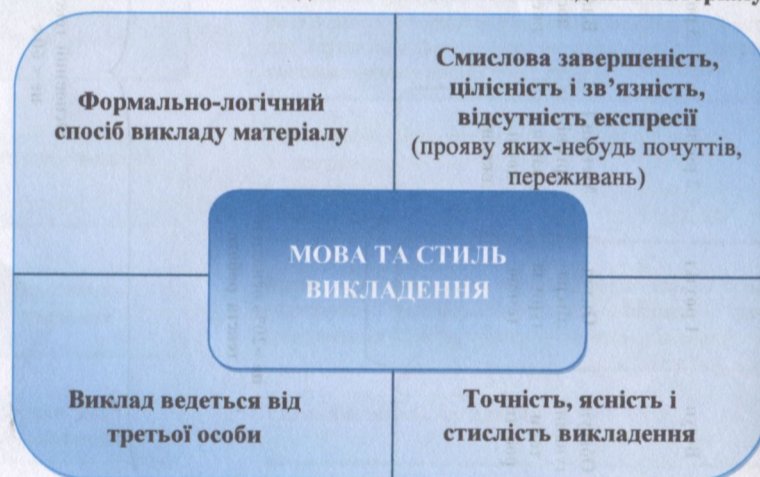 Формально-логічний
спосіб викладу матеріалу
Смислова завершеність,
цілісність і зв’язність,
відсутність експресії
(прояву яких-небудь почуттів,
переживань)
МОВА ТА СТИЛЬ
ВИКЛАДЕННЯ
Виклад ведеться від
третьої особи
Точність, ясність і
стислість викладення